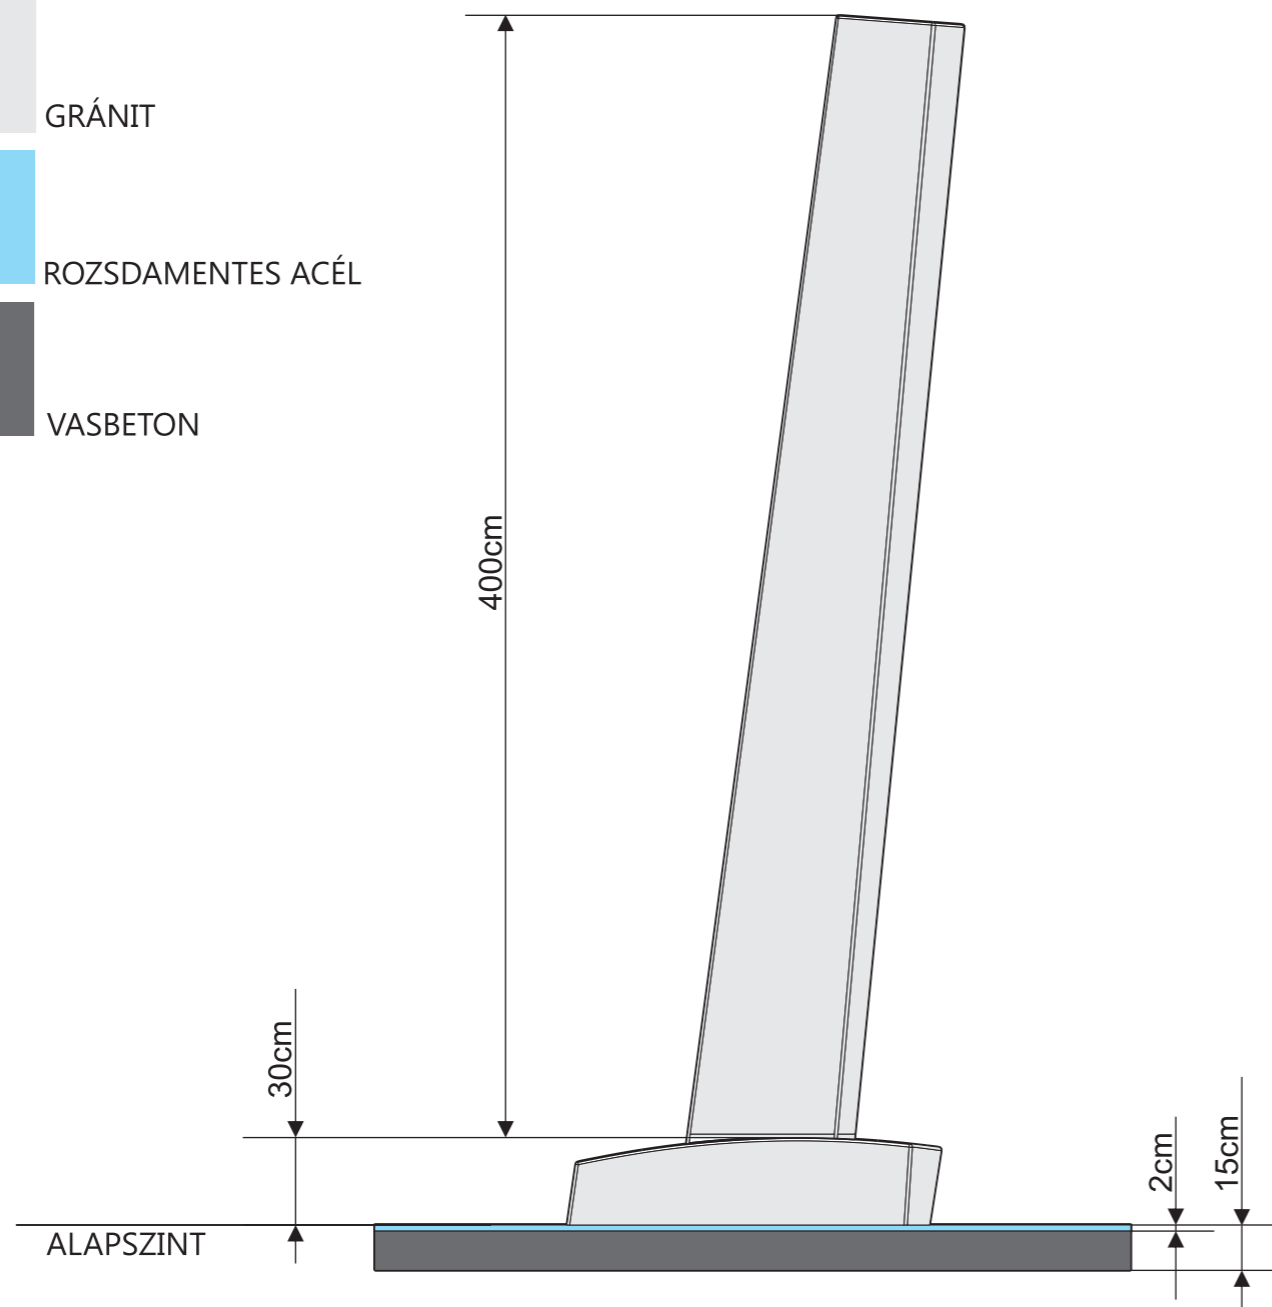 GRÁNIT
ROZSDAMENTES ACÉL
VASBETON
400cm
30cm
2cm
15cm
ALAPSZINT